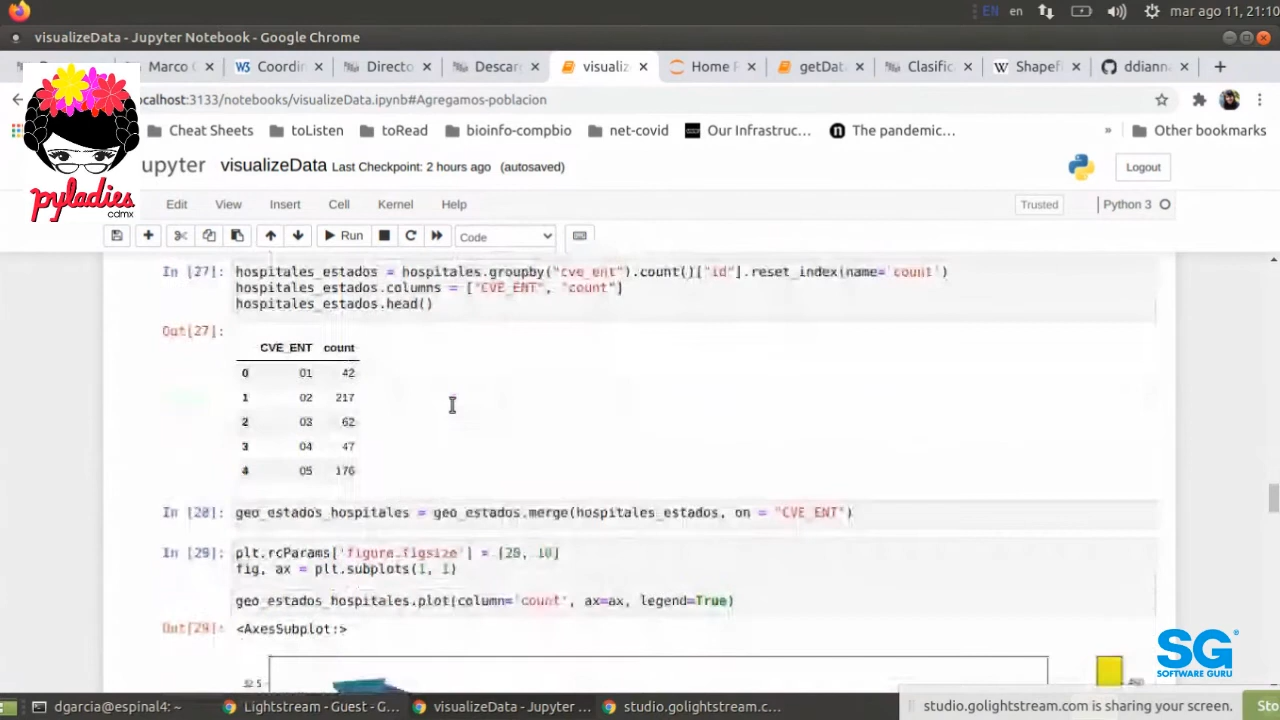 EN en mar ago 11, 21:10
visualizeData - Jupyter Notebook - Google Chrome
Marco C W3 Coordin Directo Descar visualiz Home P getData Clasific W Shapefi ddianna
localhost:3133/notebooks/visualizeData.ipynb#Agregamos-poblacion
Cheat Sheets toListen toRead bioinfo-compbio net-covid Our Infrastruc... The pandemic... » Other bookmarks
pyladies
cdmx
jupyter visualizeData Last Checkpoint: 2 hours ago (autosaved) Logout
Edit View Insert Cell Kernel Help Trusted Python 3
Run Code
In [27]: hospitales_estados = hospitales.groupby("cve_ent").count()["id"].reset_index(name='count')
hospitales_estados.columns = ["CVE_ENT", "count"]
hospitales_estados.head()
Out[27]:
CVE_ENT count
0 01 42
1 02 217
2 03 62
3 04 47
4 05 176
In [28]: geo_estados_hospitales = geo_estados.merge(hospitales_estados, on = "CVE_ENT")
In [29]: plt.rcParams['figure.figsize'] = [20, 10]
fig, ax = plt.subplots(1, 1)
geo_estados_hospitales.plot(column='count', ax=ax, legend=True)
Out[29]: <AxesSubplot:>
SG
SOFTWARE GURU
dgarcia@espinal4: ~ Lightstream - Guest - G... visualizeData - Jupyter ... studio.golightstream.c... studio.golightstream.com is sharing your screen. Sto